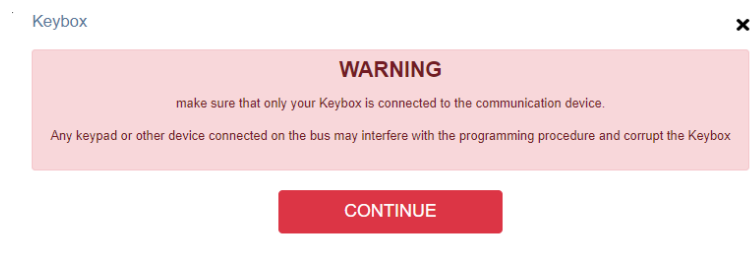 Keybox
WARNING
make sure that only your Keybox is connected to the communication device.
Any keypad or other device connected on the bus may interfere with the programming procedure and corrupt the Keybox
CONTINUE